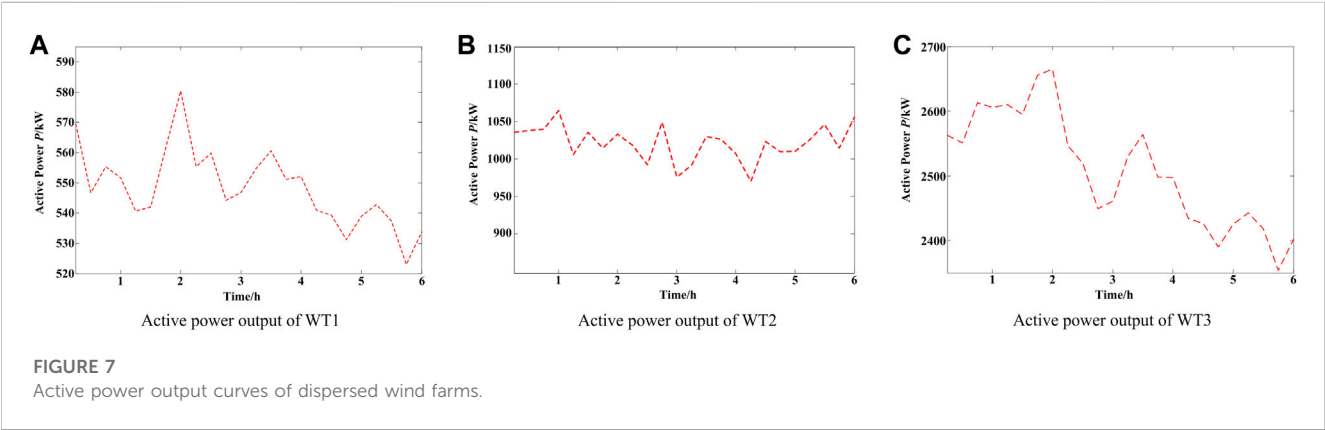 A
Active Power P/kW
590
580
570
560
550
540
530
520
1 2 3 4 5 6
Time/h
Active power output of WT1
B
Active Power P/kW
1150
1100
1050
1000
950
900
1 2 3 4 5 6
Time/h
Active power output of WT2
C
Active Power P/kW
2700
2600
2500
2400
1 2 3 4 5 6
Time/h
Active power output of WT3
FIGURE 7
Active power output curves of dispersed wind farms.